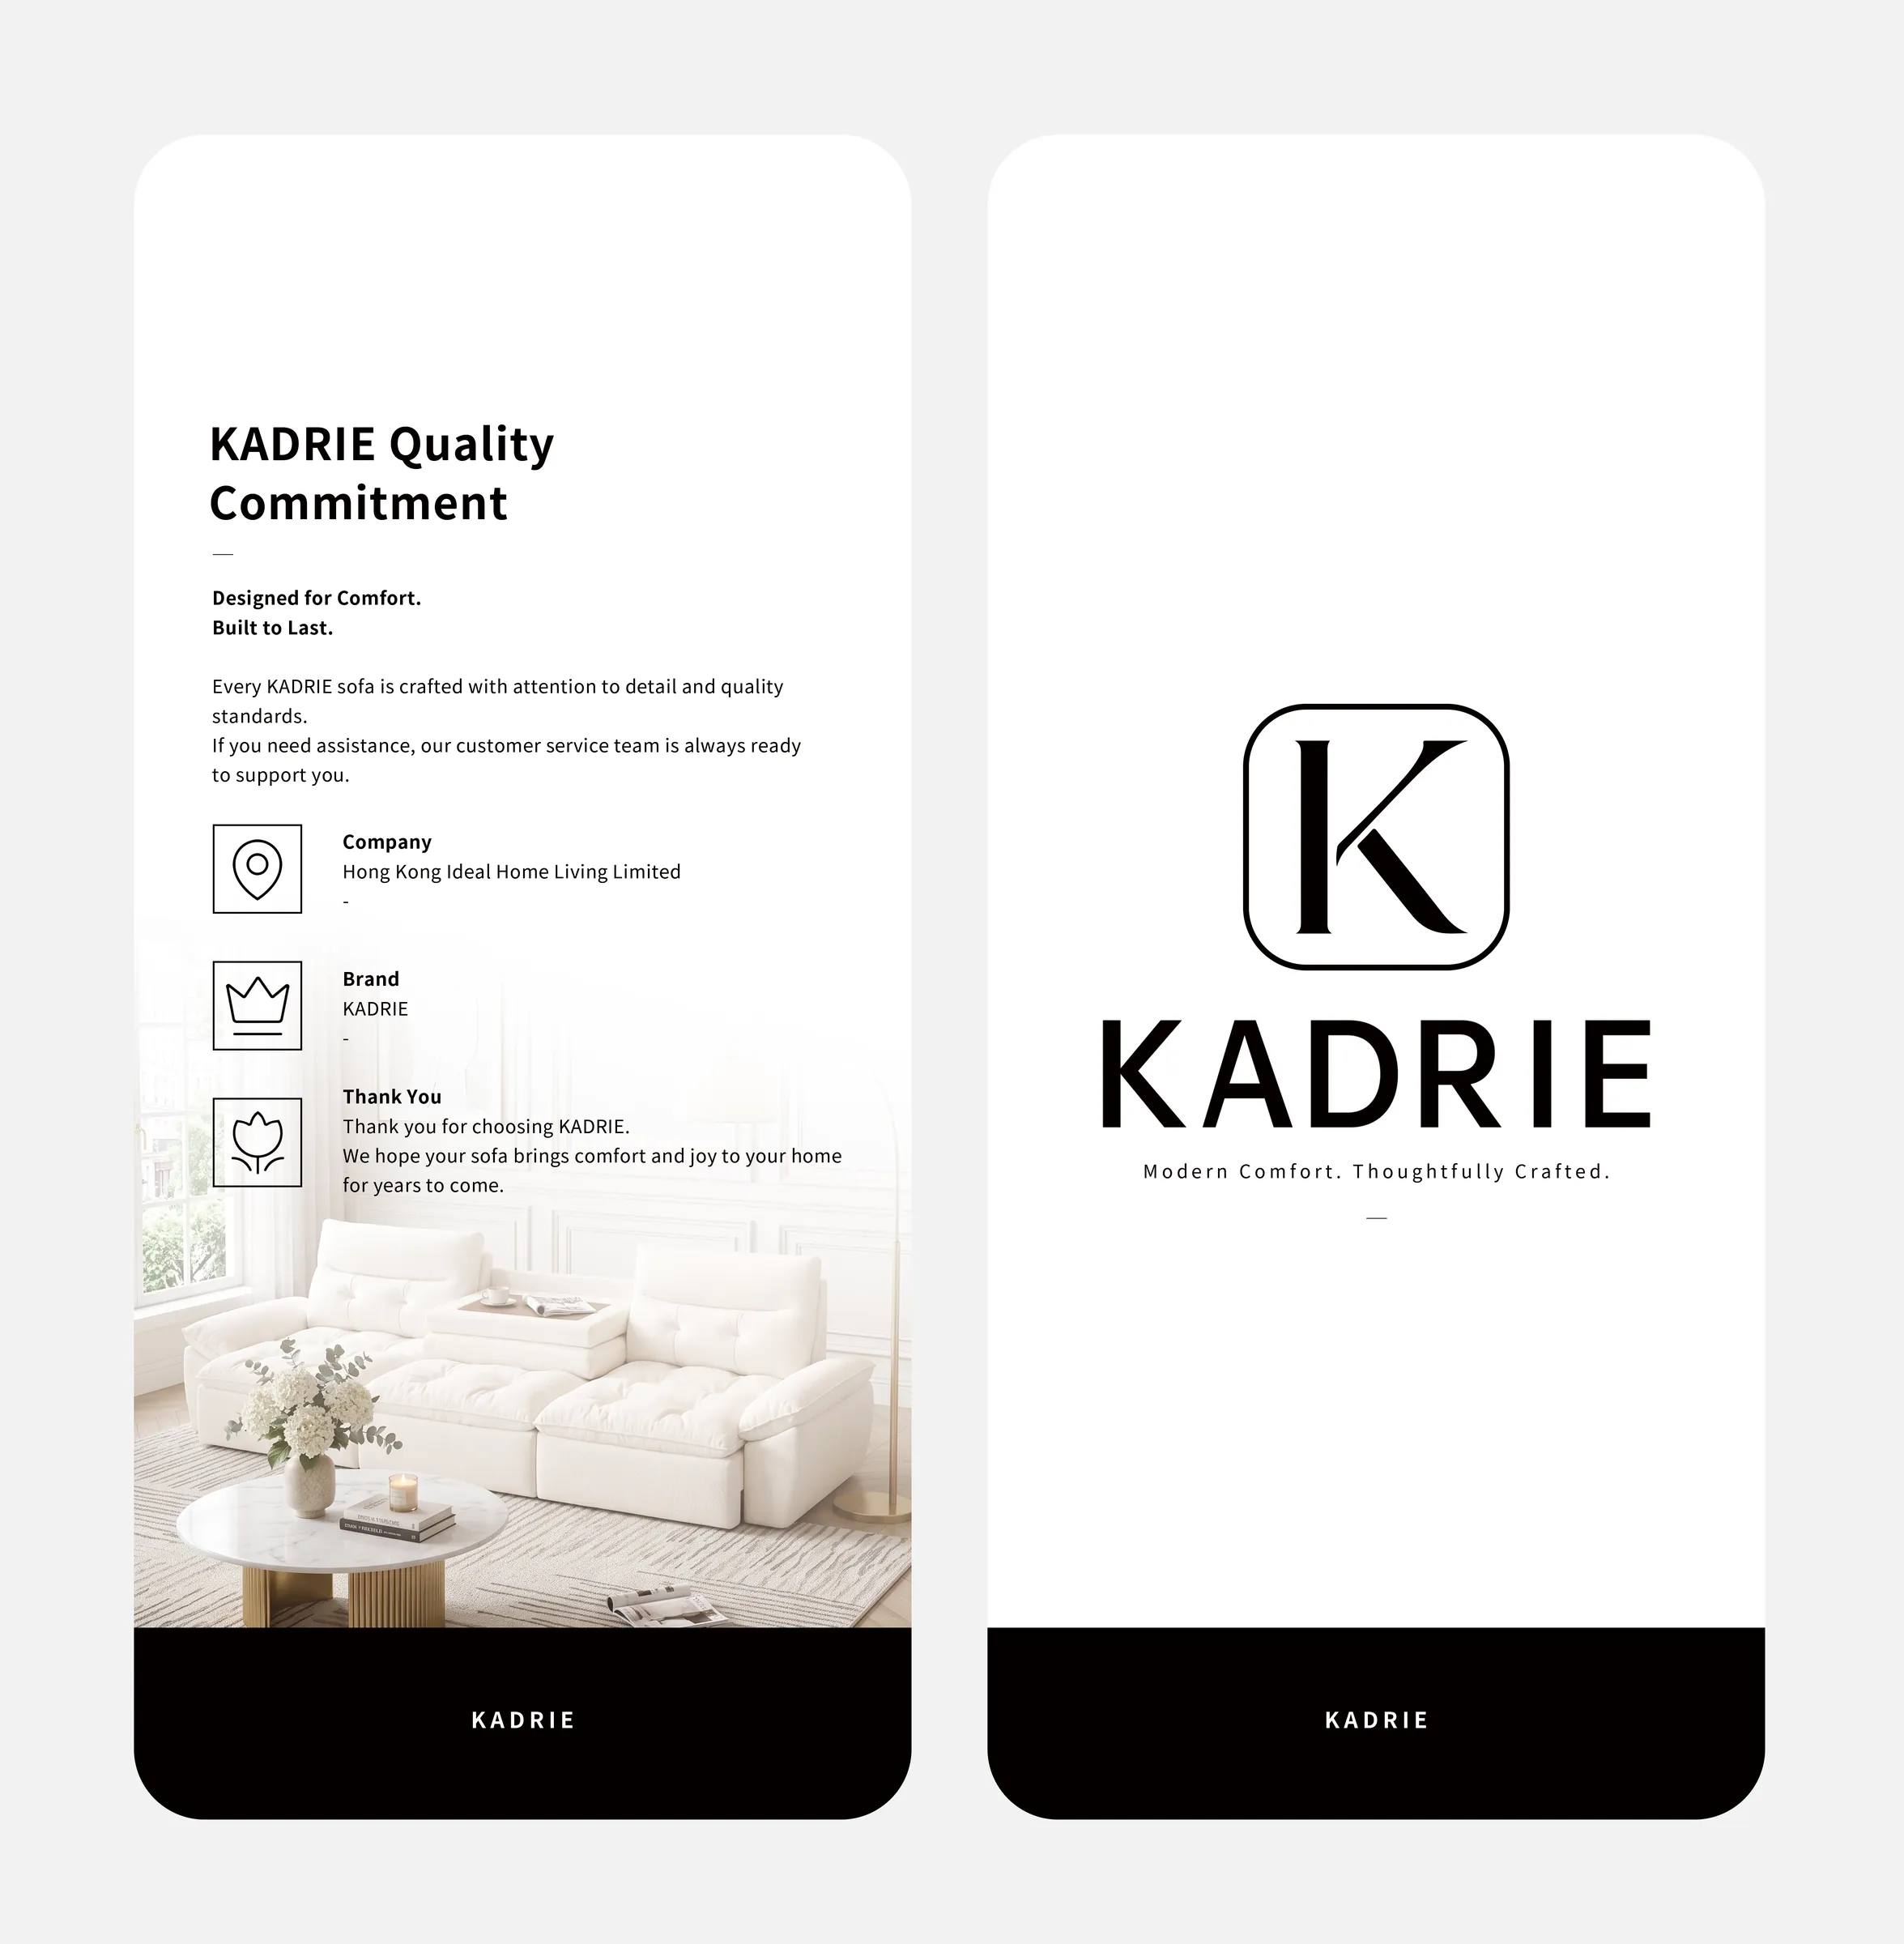 KADRIE Quality
Commitment
Designed for Comfort.
Built to Last.
Every KADRIE sofa is crafted with attention to detail and quality
standards.
If you need assistance, our customer service team is always ready
to support you.
Company
Hong Kong Ideal Home Living Limited
-
Brand
KADRIE
-
Thank You
Thank you for choosing KADRIE.
We hope your sofa brings comfort and joy to your home
for years to come.
KADRIE
K
KADRIE
Modern Comfort. Thoughtfully Crafted.
KADRIE